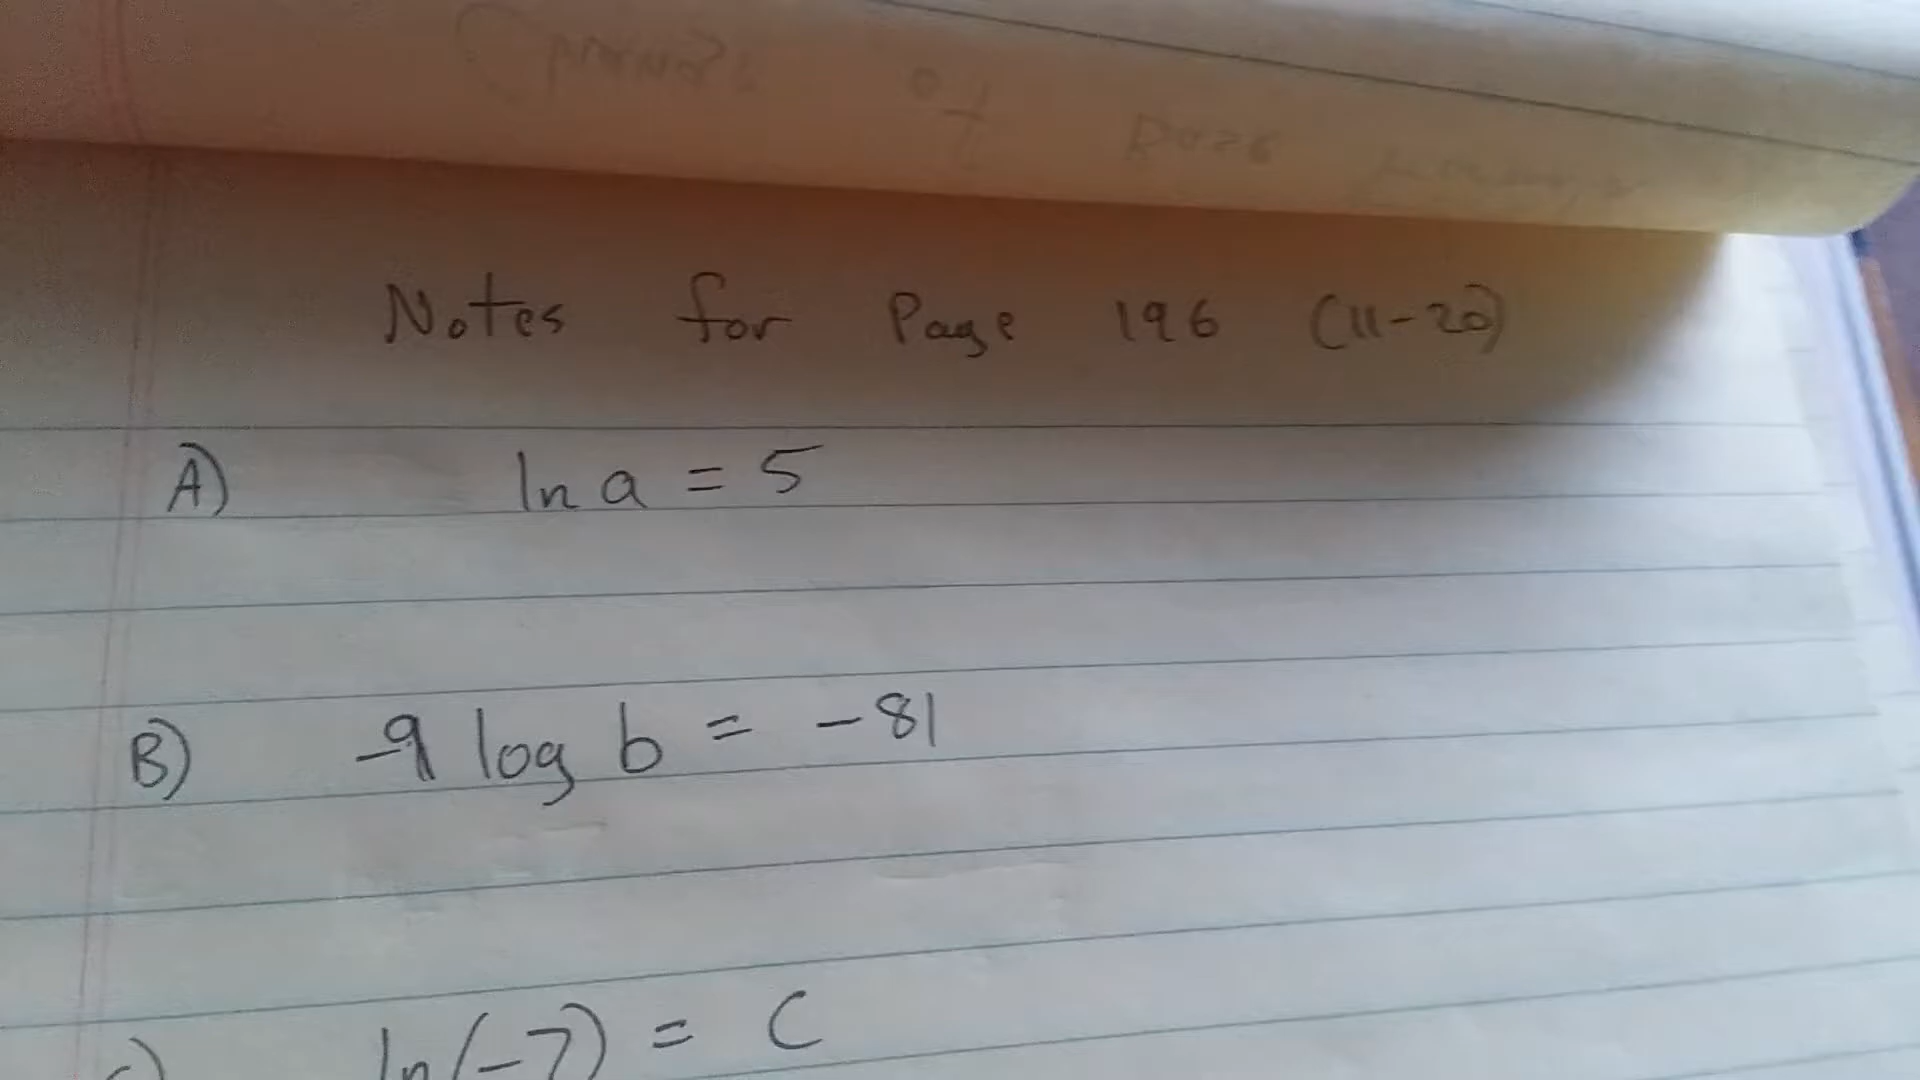 Notes for Page 196 (11-20)
A) ln a = 5
B) -9 log b = -81
C) ln(-7) = C